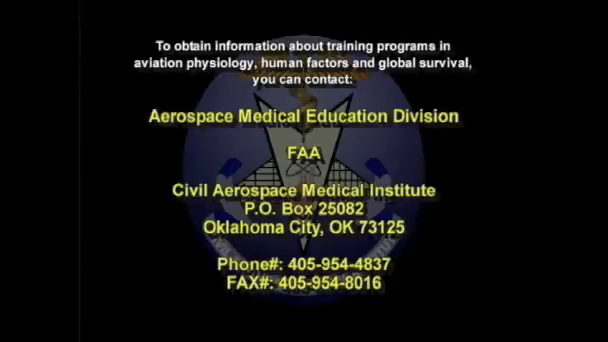 To obtain information about training programs in
aviation physiology, human factors and global survival,
you can contact:
Aerospace Medical Education Division
FAA
Civil Aerospace Medical Institute
P.O. Box 25082
Oklahoma City, OK 73125
Phone#: 405-954-4837
FAX#: 405-954-8016